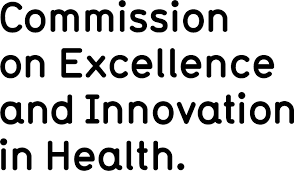 Commission
on Excellence
and Innovation
in Health.